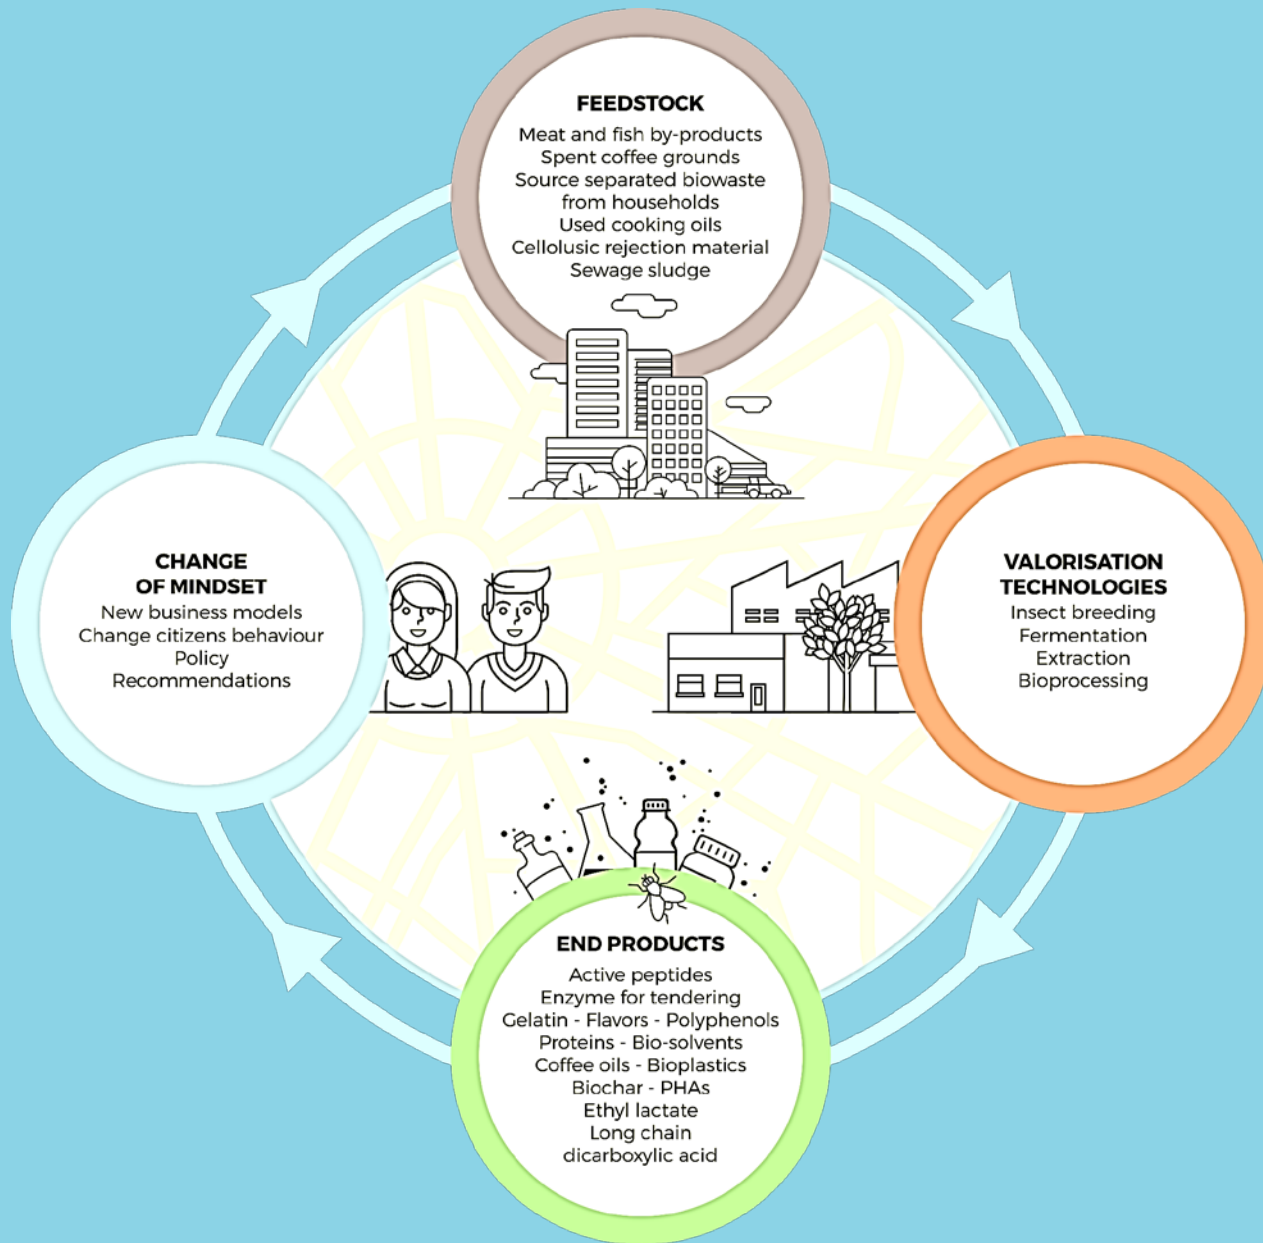 FEEDSTOCK
Meat and fish by-products
Spent coffee grounds
Source separated biowaste
from households
Used cooking oils
Cellolusic rejection material
Sewage sludge
CHANGE
OF MINDSET
New business models
Change citizens behaviour
Policy
Recommendations
VALORISATION
TECHNOLOGIES
Insect breeding
Fermentation
Extraction
Bioprocessing
END PRODUCTS
Active peptides
Enzyme for tendering
Gelatin - Flavors - Polyphenols
Proteins - Bio-solvents
Coffee oils - Bioplastics
Biochar - PHAs
Ethyl lactate
Long chain
dicarboxylic acid